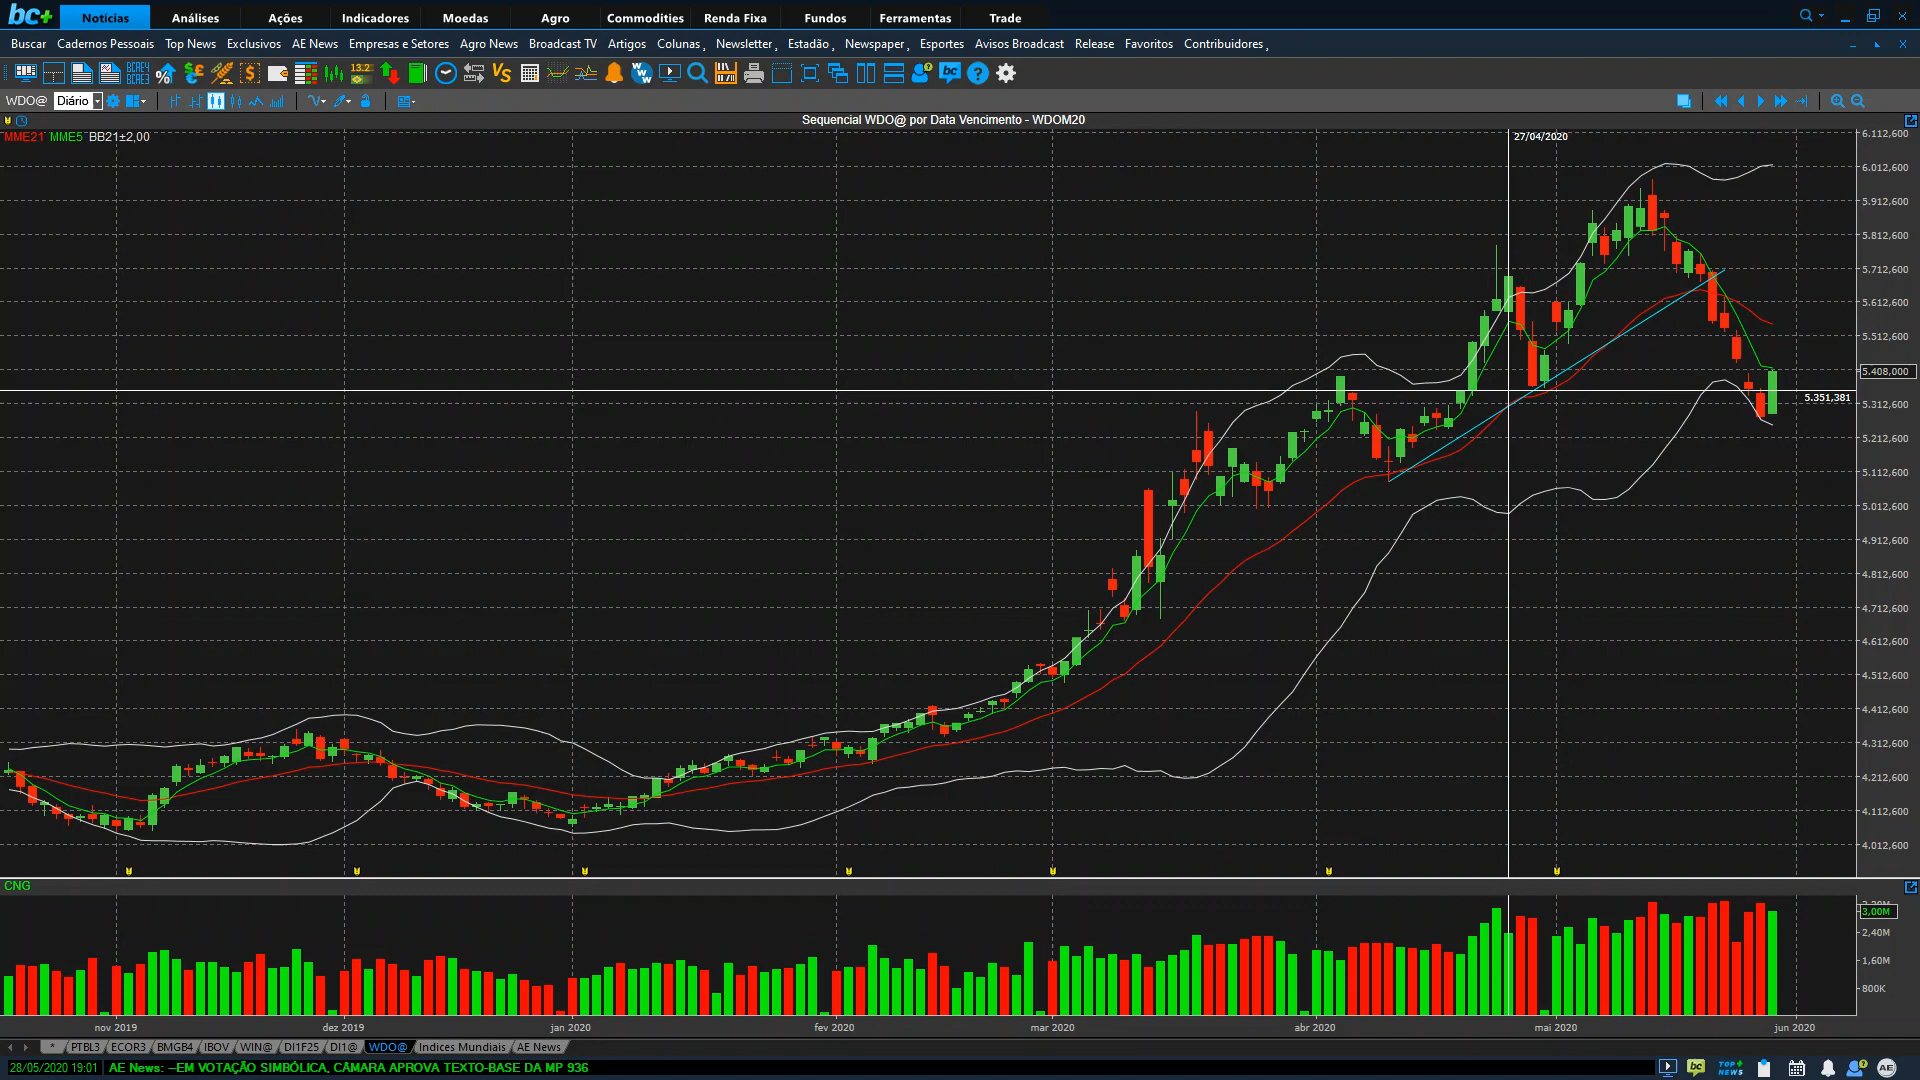 bc+ Notícias Análises Ações Indicadores Moedas Agro Commodities Renda Fixa Fundos Ferramentas Trade
Buscar Cadernos Pessoais Top News Exclusivos AE News Empresas e Setores Agro News Broadcast TV Artigos Colunas Newsletter Estadão Newspaper Esportes Avisos Broadcast Release Favoritos Contribuidores
WDO@ Diário
Sequencial WDO@ por Data Vencimento - WDOM20
MME21 MME5 BB21±2,00
27/04/2020
6.112,600
6.012,600
5.912,600
5.812,600
5.712,600
5.612,600
5.512,600
5.408,000
5.351,381
5.312,600
5.212,600
5.112,600
5.012,600
4.912,600
4.812,600
4.712,600
4.612,600
4.512,600
4.412,600
4.312,600
4.212,600
4.112,600
4.012,600
CNG
3,00M
2,40M
1,60M
800K
nov 2019 dez 2019 jan 2020 fev 2020 mar 2020 abr 2020 mai 2020 jun 2020
* PTBL3 ECOR3 BMGB4 IBOV WIN@ DI1F25 DI1@ WDO@ Indices Mundiais AE News
28/05/2020 19:01 AE News: --EM VOTAÇÃO SIMBÓLICA, CÂMARA APROVA TEXTO-BASE DA MP 936
bc TOP+ NEWS AE